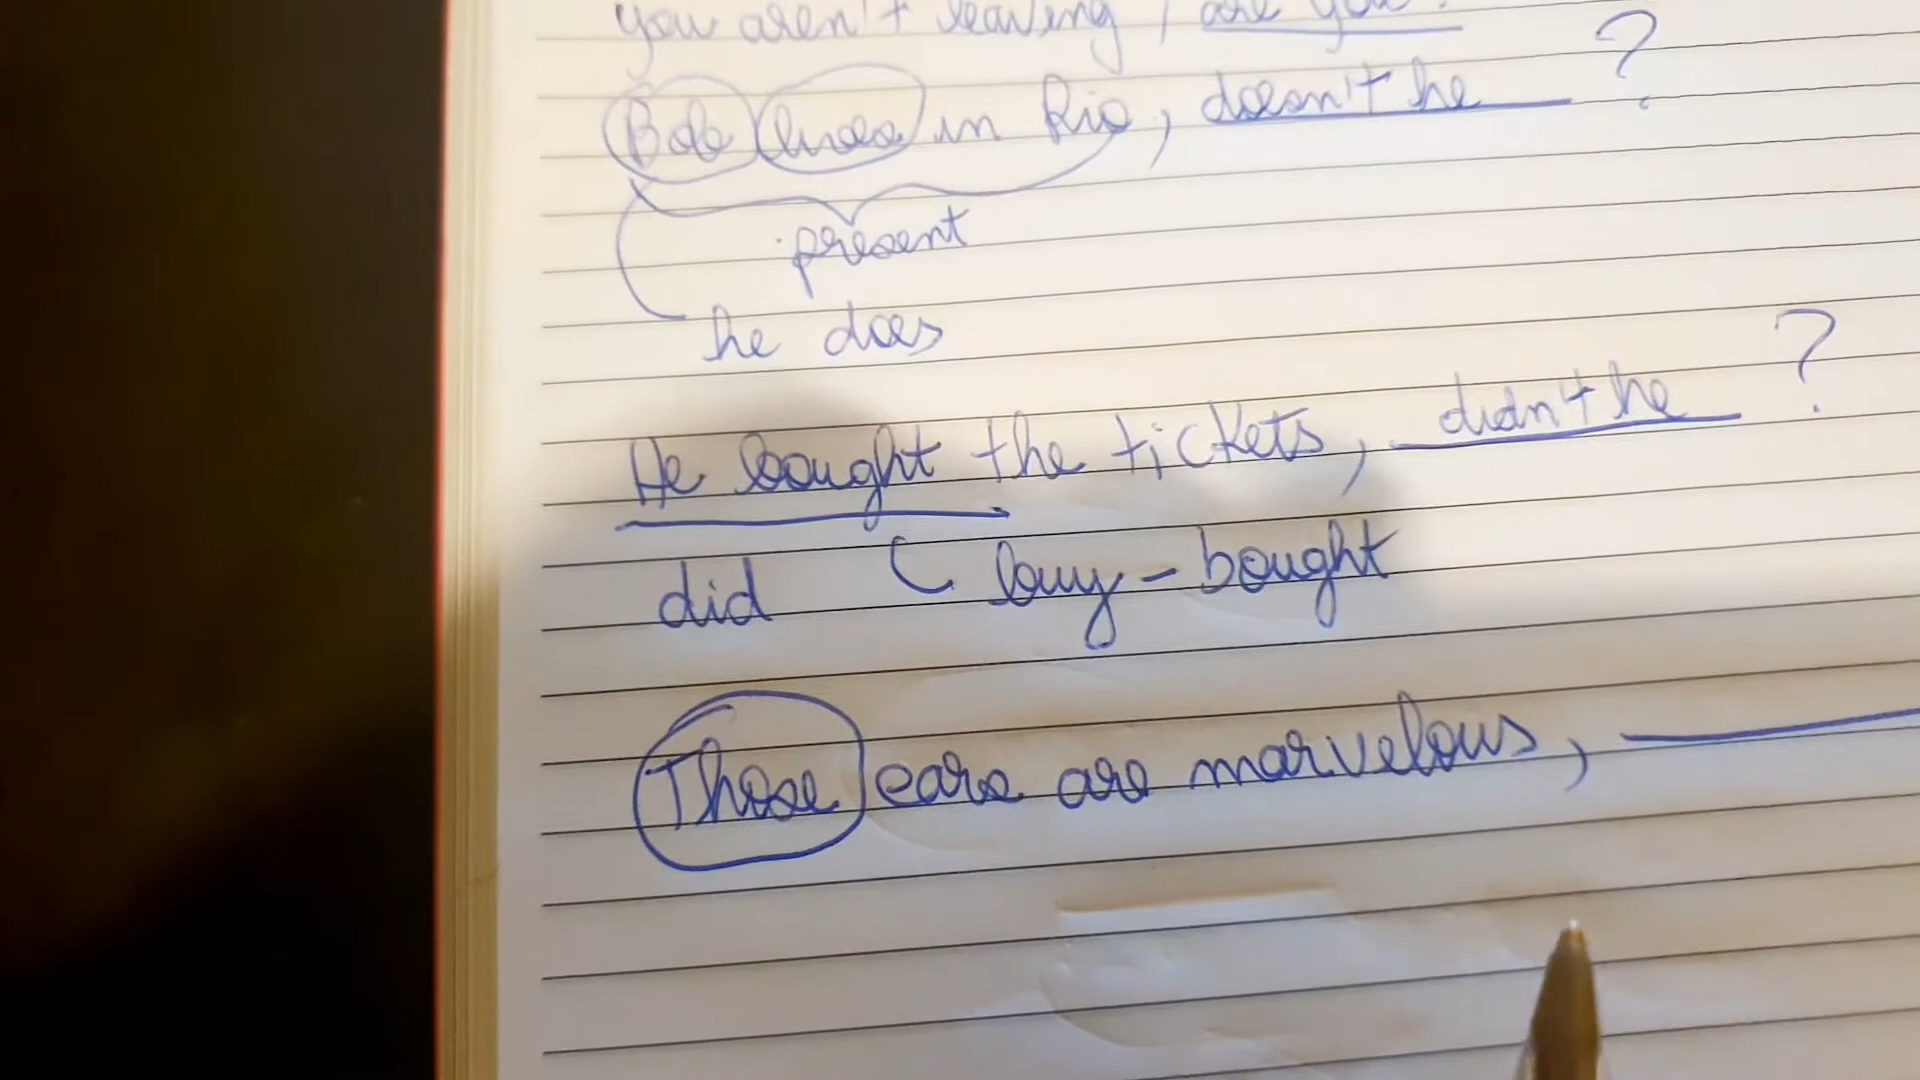 you aren't leaving, are you?
Bob lives in Rio, doesn't he ?
present
he does
He bought the tickets, didn't he ?
did buy - bought
Those cars are marvelous,